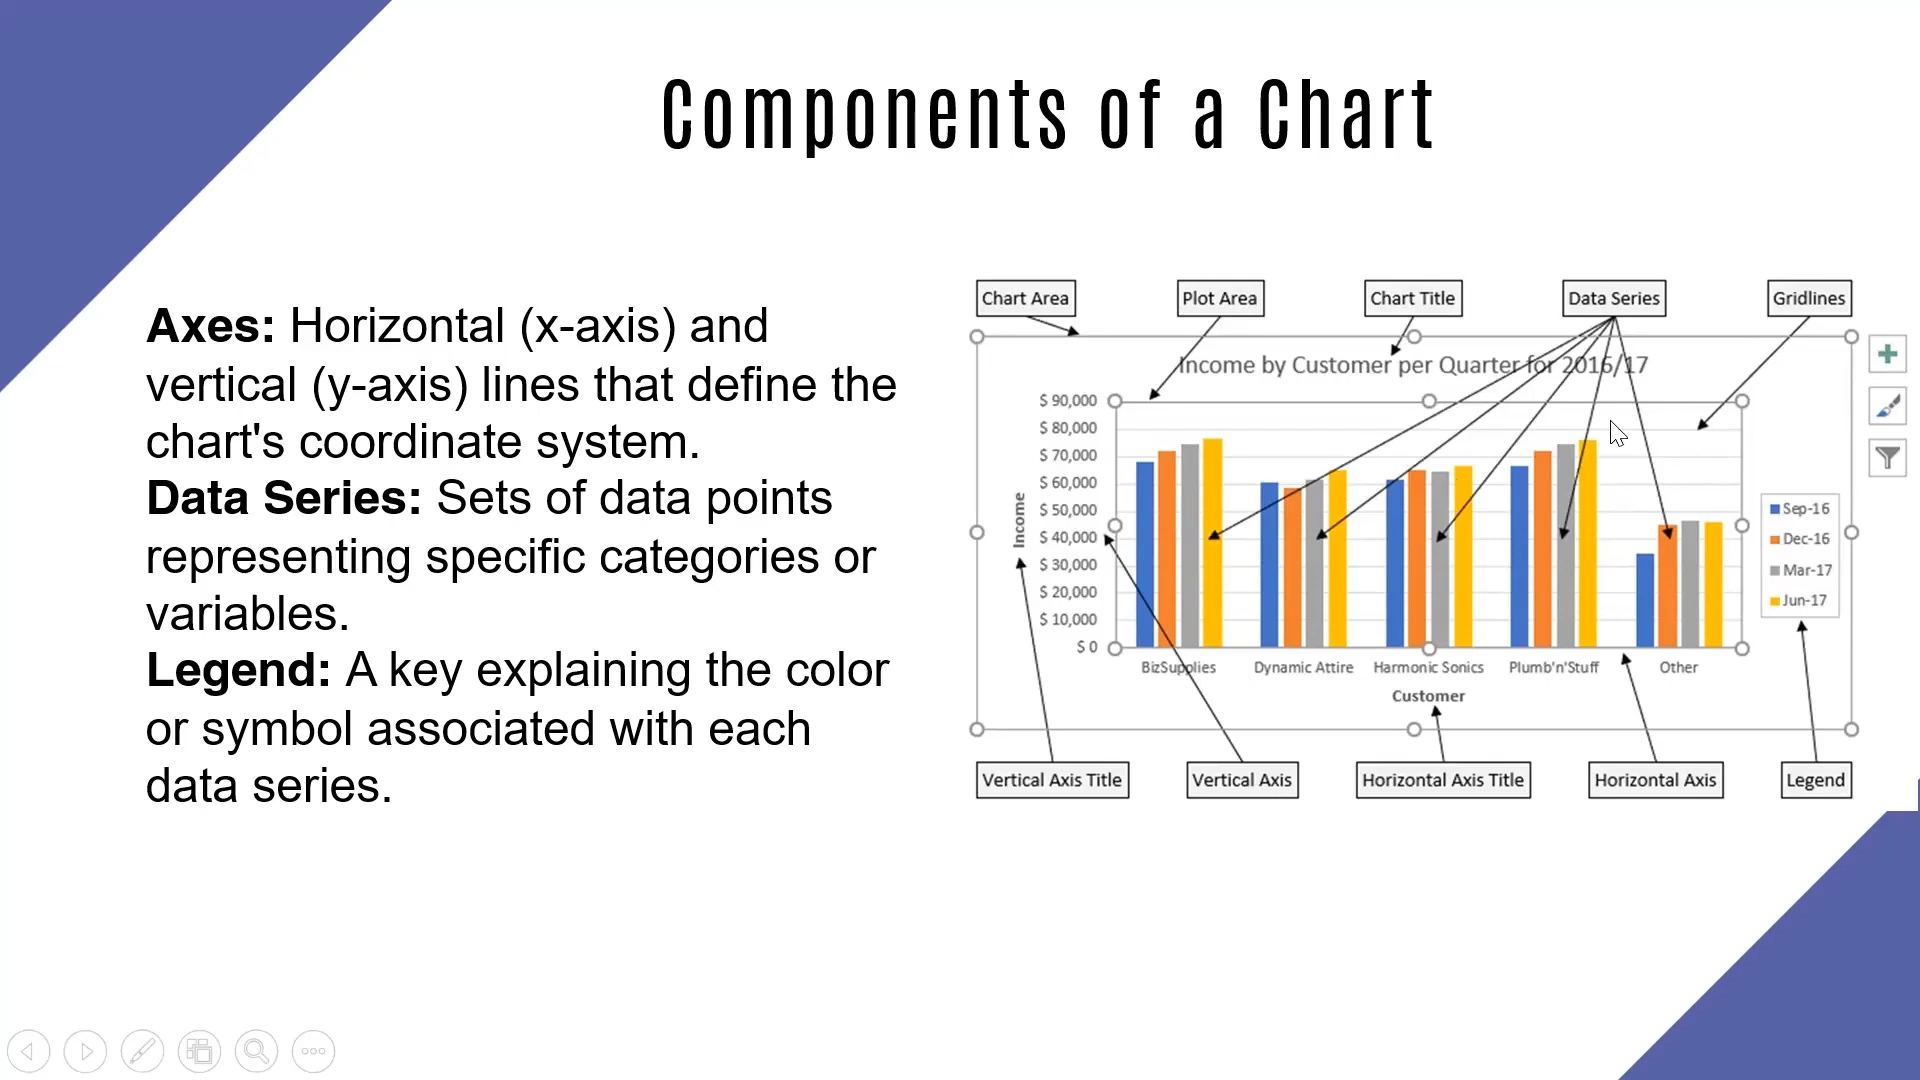 Components of a Chart
Axes: Horizontal (x-axis) and
vertical (y-axis) lines that define the
chart's coordinate system.
Data Series: Sets of data points
representing specific categories or
variables.
Legend: A key explaining the color
or symbol associated with each
data series.
Chart Area
Plot Area
Chart Title
Data Series
Gridlines
Income by Customer per Quarter for 2016/17
$ 90,000
$ 80,000
$ 70,000
$ 60,000
$ 50,000
$ 40,000
$ 30,000
$ 20,000
$ 10,000
$ 0
Income
BizSupplies
Dynamic Attire
Harmonic Sonics
Plumb'n'Stuff
Other
Customer
Sep-16
Dec-16
Mar-17
Jun-17
Vertical Axis Title
Vertical Axis
Horizontal Axis Title
Horizontal Axis
Legend